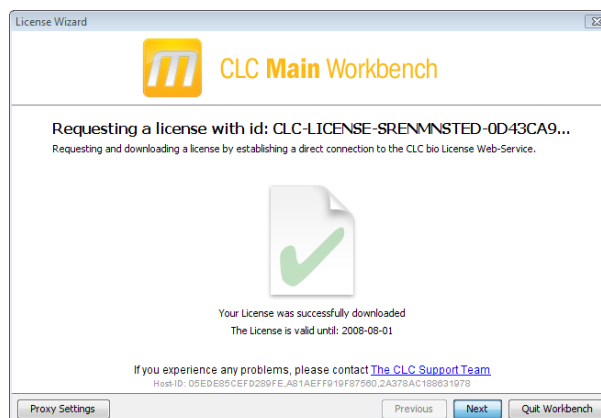 License Wizard
CLC Main Workbench
Requesting a license with id: CLC-LICENSE-SRENMNSTED-0D43CA9...
Requesting and downloading a license by establishing a direct connection to the CLC bio License Web-Service.
Your License was successfully downloaded
The License is valid until: 2008-08-01
If you experience any problems, please contact The CLC Support Team
Host-ID: 05EDE85CEFD289FE,A81AEFF919F87560,2A378AC188631978
Proxy Settings Previous Next Quit Workbench